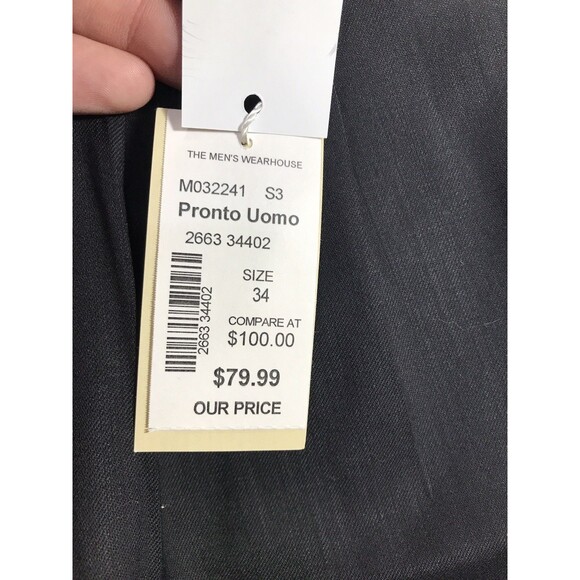 THE MEN'S WEARHOUSE
M032241 S3
Pronto Uomo
2663 34402
SIZE
34
COMPARE AT
$100.00
$79.99
OUR PRICE
2663 34402